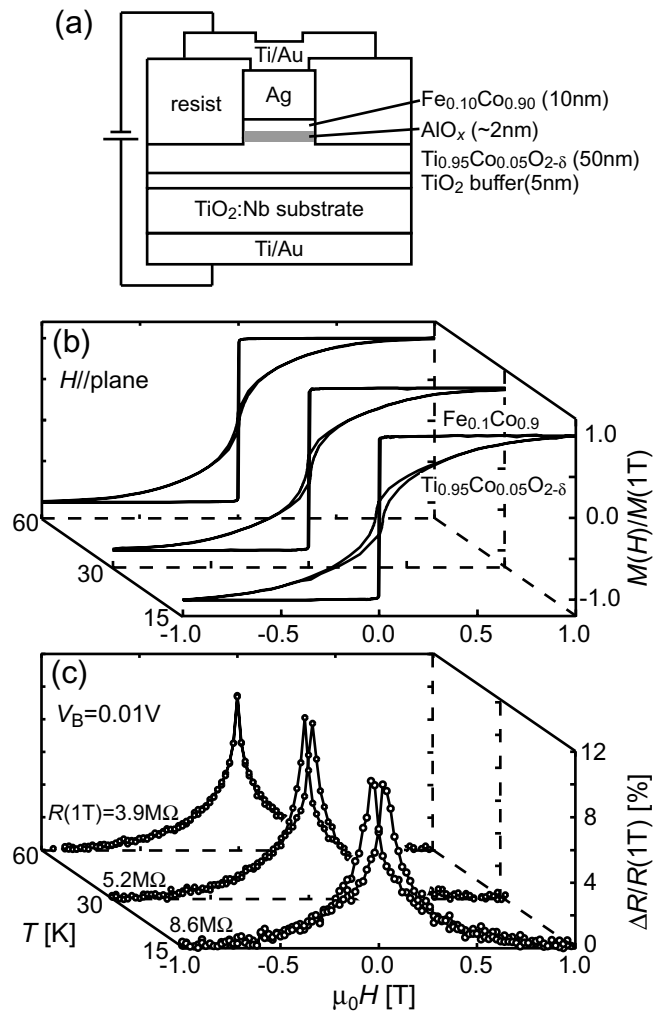 (a)
Ti/Au
resist
Ag
Fe0.10Co0.90 (10nm)
AlOx (~2nm)
Ti0.95Co0.05O2-δ (50nm)
TiO2 buffer(5nm)
TiO2:Nb substrate
Ti/Au
(b)
H//plane
Fe0.1Co0.9
Ti0.95Co0.05O2-δ
1.0
0.0
-1.0
M(H)/M(1T)
60
30
15
-1.0 -0.5 0.0 0.5 1.0
(c)
VB=0.01V
R(1T)=3.9MΩ
5.2MΩ
8.6MΩ
12
8
4
0
ΔR/R(1T) [%]
60
30
15
T [K]
-1.0 -0.5 0.0 0.5 1.0
μ0H [T]